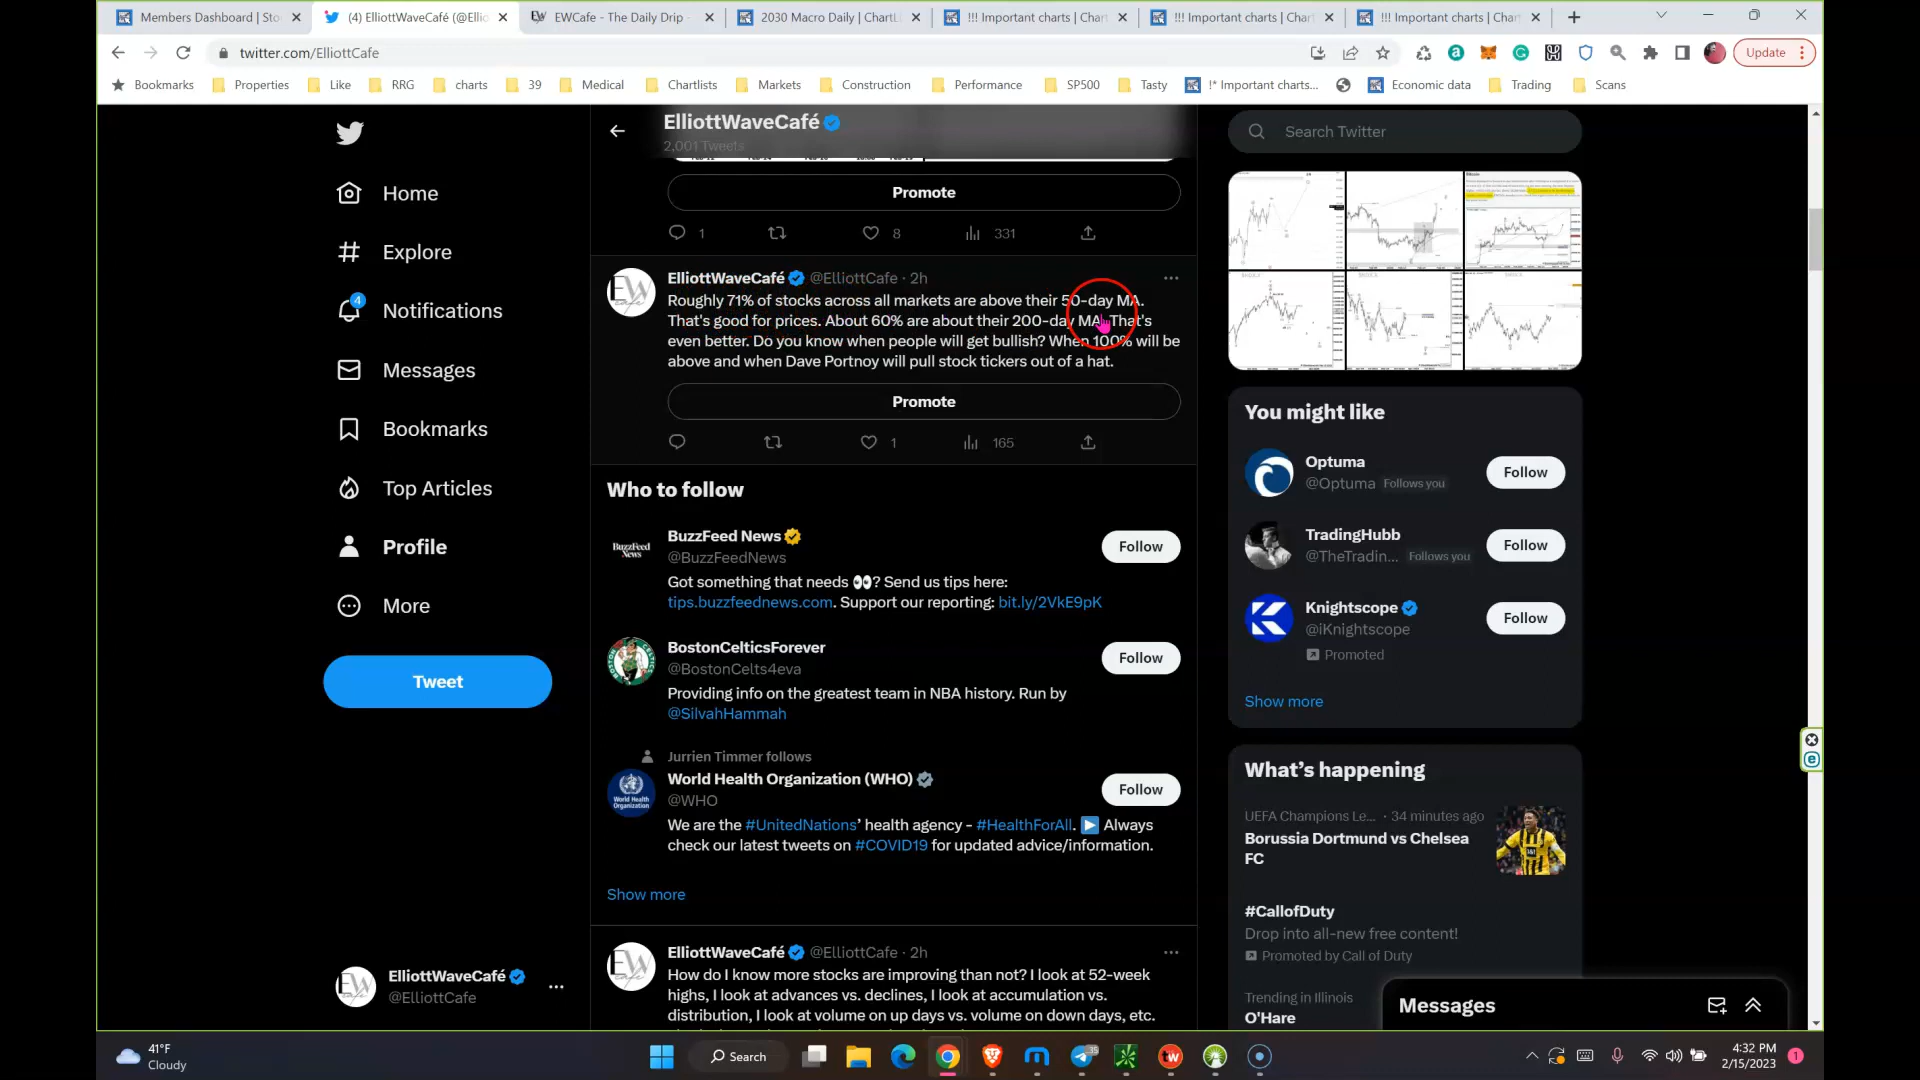 Members Dashboard | Sto
(4) ElliottWaveCafé (@Ellio
EWCafe - The Daily Drip -
2030 Macro Daily | ChartL
!!! Important charts | Chart
!!! Important charts | Chart
!!! Important charts | Chart
twitter.com/ElliottCafe
Update
Bookmarks
Properties
Like
RRG
charts
39
Medical
Chartlists
Markets
Construction
Performance
SP500
Tasty
!* Important charts...
Economic data
Trading
Scans
ElliottWaveCafé
2,001 Tweets
Search Twitter
Home
Explore
4
Notifications
Messages
Bookmarks
Top Articles
Profile
More
Tweet
ElliottWaveCafé
@ElliottCafe
Promote
1
8
331
ElliottWaveCafé @ElliottCafe · 2h
Roughly 71% of stocks across all markets are above their 50-day MA.
That's good for prices. About 60% are about their 200-day MA. That's
even better. Do you know when people will get bullish? When 100% will be
above and when Dave Portnoy will pull stock tickers out of a hat.
Promote
1
165
Who to follow
BuzzFeed News
@BuzzFeedNews
Follow
Got something that needs 👀? Send us tips here:
tips.buzzfeednews.com. Support our reporting: bit.ly/2VkE9pK
BostonCelticsForever
@BostonCelts4eva
Follow
Providing info on the greatest team in NBA history. Run by
@SilvahHammah
Jurrien Timmer follows
World Health Organization (WHO)
@WHO
Follow
We are the #UnitedNations' health agency - #HealthForAll. ▶️ Always
check our latest tweets on #COVID19 for updated advice/information.
Show more
ElliottWaveCafé @ElliottCafe · 2h
How do I know more stocks are improving than not? I look at 52-week
highs, I look at advances vs. declines, I look at accumulation vs.
distribution, I look at volume on up days vs. volume on down days, etc.
You might like
Optuma
@Optuma Follows you
Follow
TradingHubb
@TheTradin... Follows you
Follow
Knightscope
@iKnightscope
Follow
Promoted
Show more
What's happening
UEFA Champions Le... · 34 minutes ago
Borussia Dortmund vs Chelsea
FC
#CallofDuty
Drop into all-new free content!
Promoted by Call of Duty
Trending in Illinois
O'Hare
Messages
41°F
Cloudy
Search
4:32 PM
2/15/2023
1